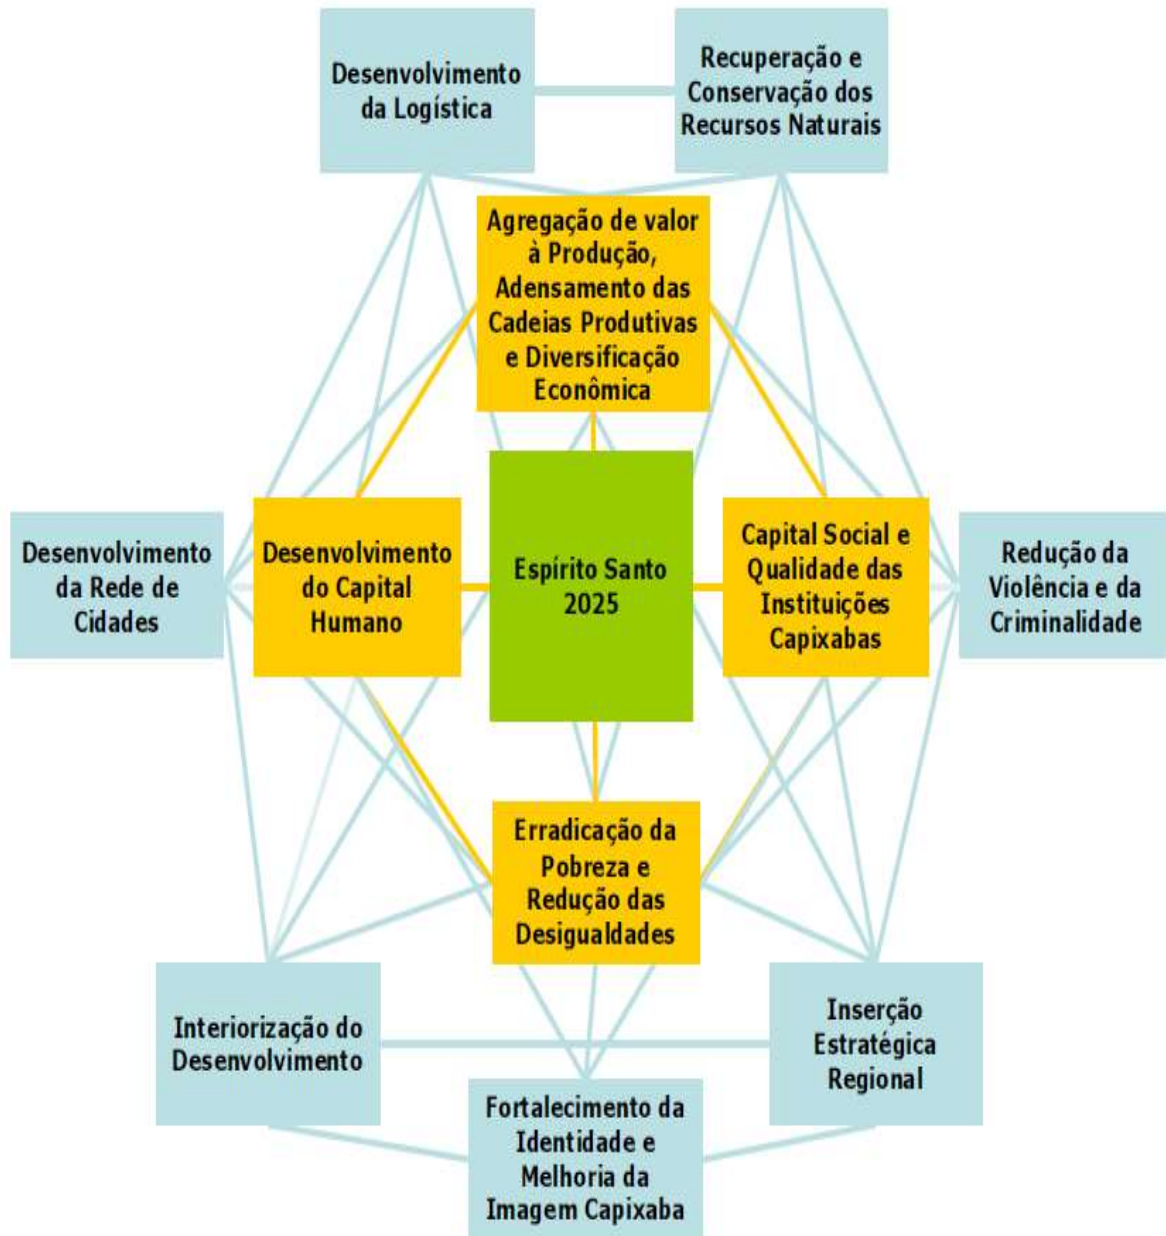 Desenvolvimento
da Logística
Recuperação e
Conservação dos
Recursos Naturais
Agregação de valor
à Produção,
Adensamento das
Cadeias Produtivas
e Diversificação
Econômica
Desenvolvimento
da Rede de
Cidades
Desenvolvimento
do Capital
Humano
Espírito Santo
2025
Capital Social e
Qualidade das
Instituições
Capixabas
Redução da
Violência e da
Criminalidade
Erradicação da
Pobreza e
Redução das
Desigualdades
Interiorização do
Desenvolvimento
Inserção
Estratégica
Regional
Fortalecimento da
Identidade e
Melhoria da
Imagem Capixaba